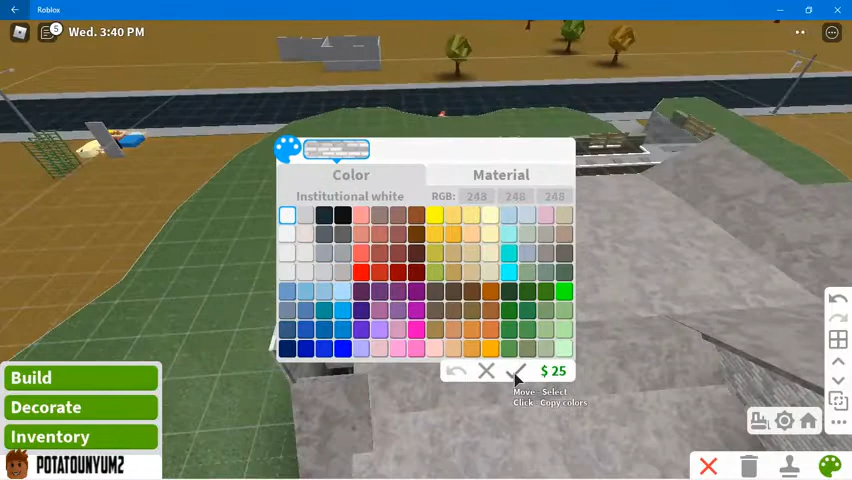 Roblox
5
Wed. 3:40 PM
Color
Material
Institutional white
RGB:
248
248
248
$ 25
Move
Select
Click
Copy colors
Build
Decorate
Inventory
POTATOUNYUM2